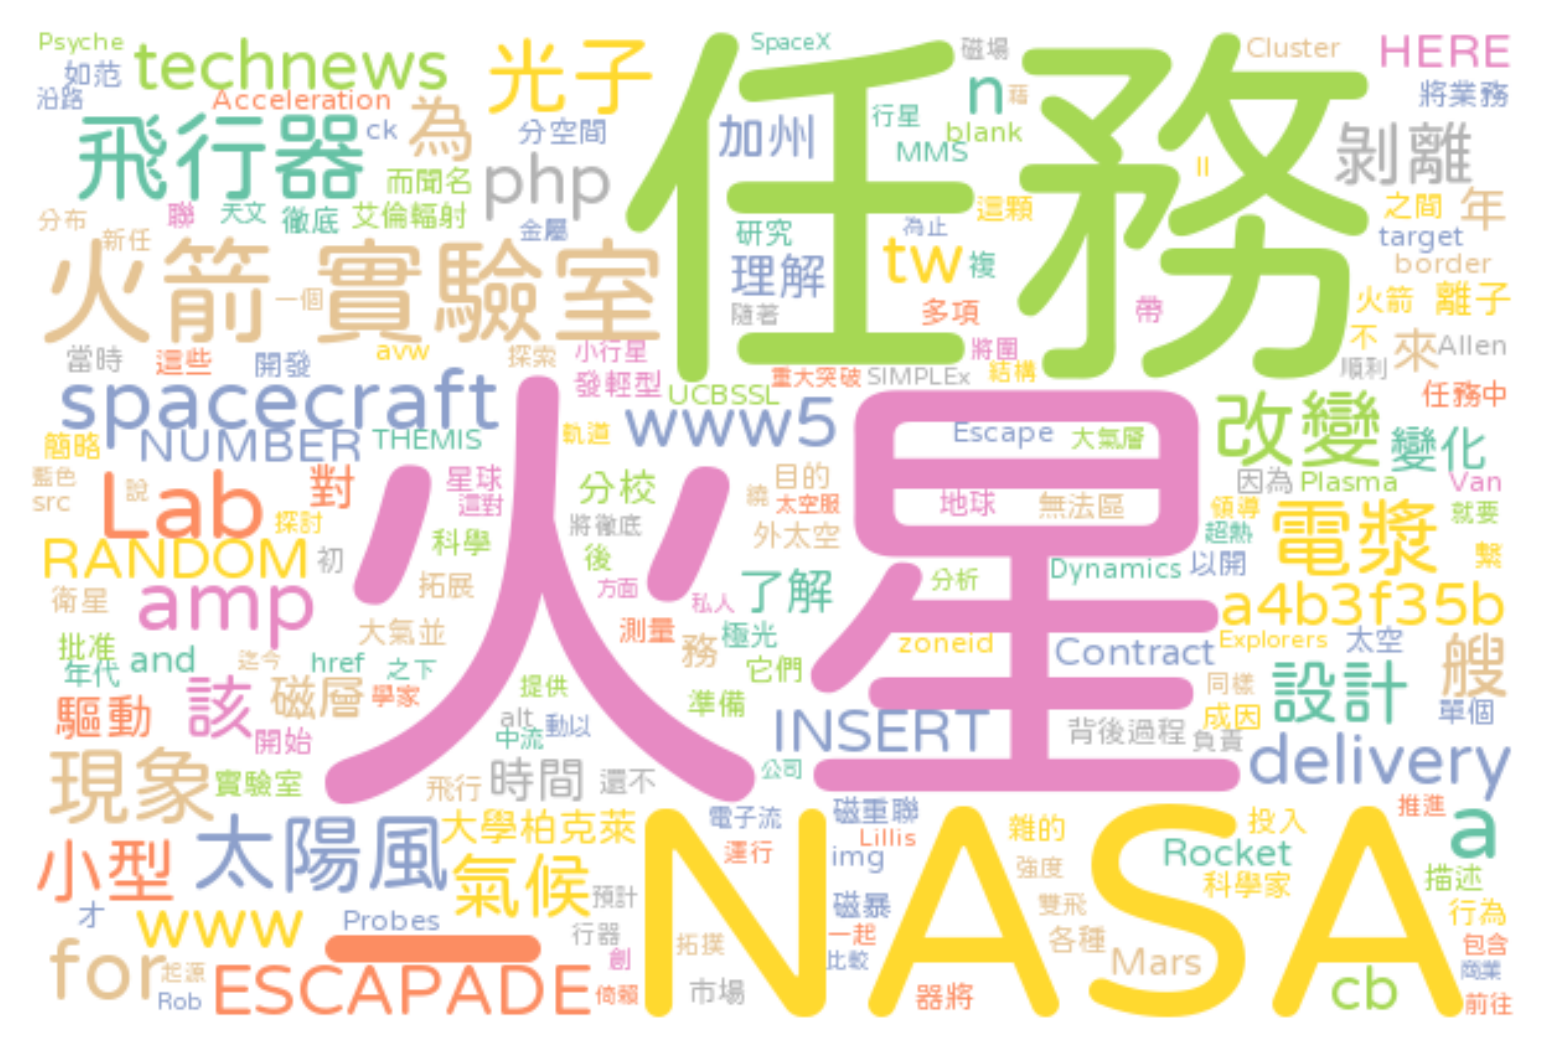 Psyche
technews
光子
SpaceX
磁場
Cluster
HERE
如范
沿路
Acceleration
任務
n
藉
將業務
飛行器
ck
為
分空間
加州
行星
blank
MMS
剝離
而聞名
php
ll
分布
聯
天文
徹底
艾倫輻射
金屬
研究
為止
這顆
之間
年
新任
target
火箭
一個
實驗室
理解
tw
複
border
隨著
多項
帶
火箭
離子
當時
這些
開發
avw
探索
小行星
將圍
不
來
Allen
發輕型
重大突破
SIMPLEx
結構
順利
spacecraft
UCBSSL
任務中
簡略
NUMBER
THEMIS
軌道
www5
Escape
大氣層
改變
變化
藍色
src
說
Lab
對
星球
這對
分校
目的
繞
太空服
地球
無法區
因為
Plasma
Van
探討
將徹底
外太空
領導
超熱
電漿
就要
RANDOM
初
科學
後
火星
Dynamics
以開
繫
衛星
amp
拓展
方面
私人
了解
分析
a4b3f35b
批准
年代
and
迄今
大氣並
href
之下
測量
務
極光
它們
zoneid
Contract
Explorers
太空
艘
驅動
該
磁層
學家
提供
準備
同樣
成因
設計
單個
開始
alt
中流
動以
INSERT
背後過程
負責
現象
實驗室
飛行
時間
還不
公司
delivery
小型
太陽風
大學柏克萊
電子流
磁重聯
Lillis
雜的
投入
推進
a
運行
img
強度
Rocket
科學家
描述
才
www
Probes
氣候
預計
NASA
磁暴
雙飛
行為
for
起源
Rob
ESCAPADE
行器
創
倚賴
拓撲
市場
一起
比較
器將
各種
Mars
cb
包含
商業
前往